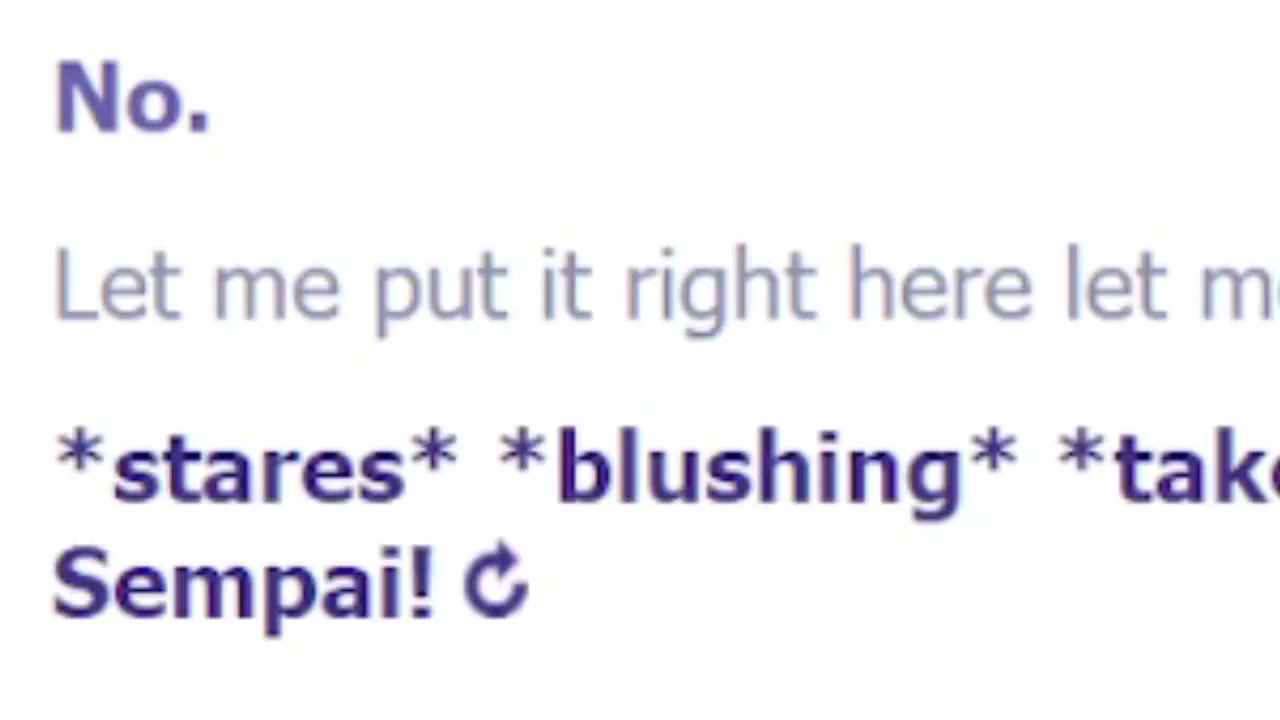 No.
Let me put it right here let
*stares* *blushing*
Sempai!